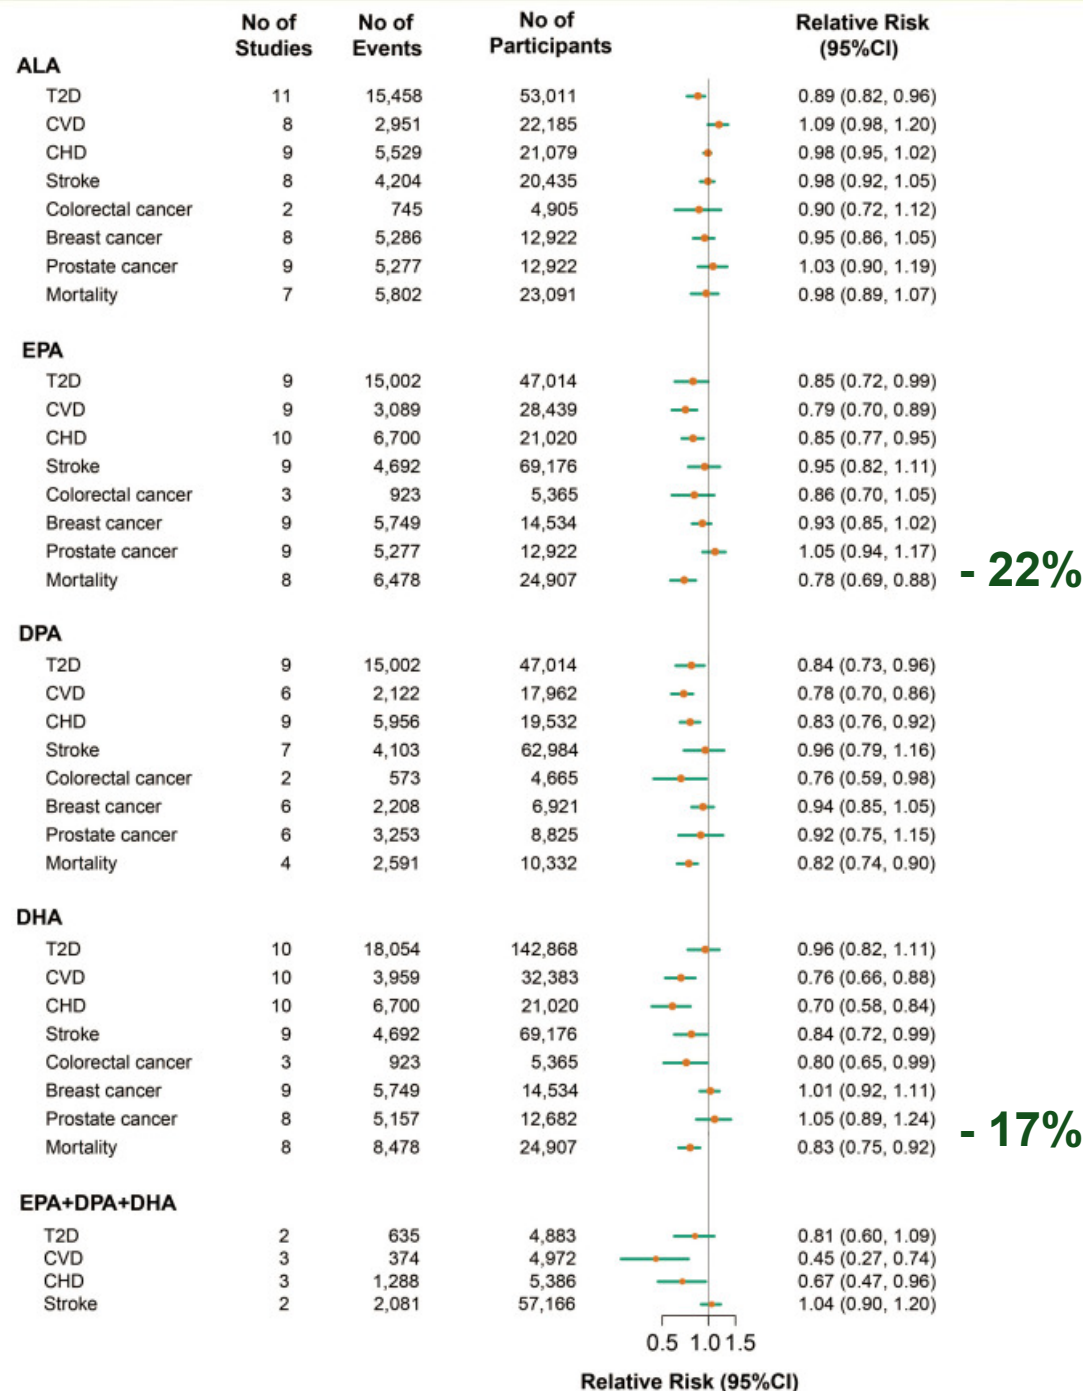 No of Studies No of Events No of Participants Relative Risk (95%CI)
ALA
T2D 11 15,458 53,011 0.89 (0.82, 0.96)
CVD 8 2,951 22,185 1.09 (0.98, 1.20)
CHD 9 5,529 21,079 0.98 (0.95, 1.02)
Stroke 8 4,204 20,435 0.98 (0.92, 1.05)
Colorectal cancer 2 745 4,905 0.90 (0.72, 1.12)
Breast cancer 8 5,286 12,922 0.95 (0.86, 1.05)
Prostate cancer 9 5,277 12,922 1.03 (0.90, 1.19)
Mortality 7 5,802 23,091 0.98 (0.89, 1.07)
EPA
T2D 9 15,002 47,014 0.85 (0.72, 0.99)
CVD 9 3,089 28,439 0.79 (0.70, 0.89)
CHD 10 6,700 21,020 0.85 (0.77, 0.95)
Stroke 9 4,692 69,176 0.95 (0.82, 1.11)
Colorectal cancer 3 923 5,365 0.86 (0.70, 1.05)
Breast cancer 9 5,749 14,534 0.93 (0.85, 1.02)
Prostate cancer 9 5,277 12,922 1.05 (0.94, 1.17)
Mortality 8 6,478 24,907 0.78 (0.69, 0.88) - 22%
DPA
T2D 9 15,002 47,014 0.84 (0.73, 0.96)
CVD 6 2,122 17,962 0.78 (0.70, 0.86)
CHD 9 5,956 19,532 0.83 (0.76, 0.92)
Stroke 7 4,103 62,984 0.96 (0.79, 1.16)
Colorectal cancer 2 573 4,665 0.76 (0.59, 0.98)
Breast cancer 6 2,208 6,921 0.94 (0.85, 1.05)
Prostate cancer 6 3,253 8,825 0.92 (0.75, 1.15)
Mortality 4 2,591 10,332 0.82 (0.74, 0.90)
DHA
T2D 10 18,054 142,868 0.96 (0.82, 1.11)
CVD 10 3,959 32,383 0.76 (0.66, 0.88)
CHD 10 6,700 21,020 0.70 (0.58, 0.84)
Stroke 9 4,692 69,176 0.84 (0.72, 0.99)
Colorectal cancer 3 923 5,365 0.80 (0.65, 0.99)
Breast cancer 9 5,749 14,534 1.01 (0.92, 1.11)
Prostate cancer 8 5,157 12,682 1.05 (0.89, 1.24)
Mortality 8 8,478 24,907 0.83 (0.75, 0.92) - 17%
EPA+DPA+DHA
T2D 2 635 4,883 0.81 (0.60, 1.09)
CVD 3 374 4,972 0.45 (0.27, 0.74)
CHD 3 1,288 5,386 0.67 (0.47, 0.96)
Stroke 2 2,081 57,166 1.04 (0.90, 1.20)
0.5 1.0 1.5
Relative Risk (95%CI)